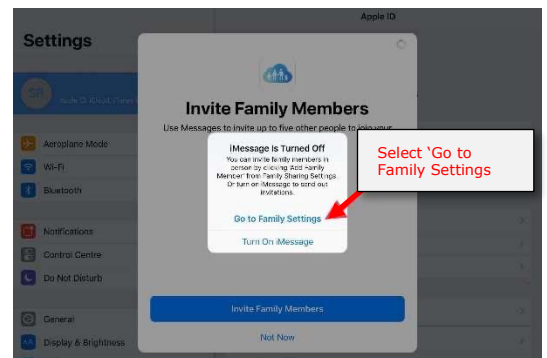 Apple ID
Settings
SP
Invite Family Members
Use Messages to invite up to five other people to join your
iMessage Is Turned Off
You can invite family members in
person by clicking 'Add Family
Member' from Family Sharing Settings.
Or turn on iMessage to send out
invitations.
Go to Family Settings
Turn On iMessage
Select 'Go to
Family Settings
Aeroplane Mode
Wi-Fi
Bluetooth
Notifications
Control Centre
Do Not Disturb
General
Display & Brightness
Invite Family Members
Not Now